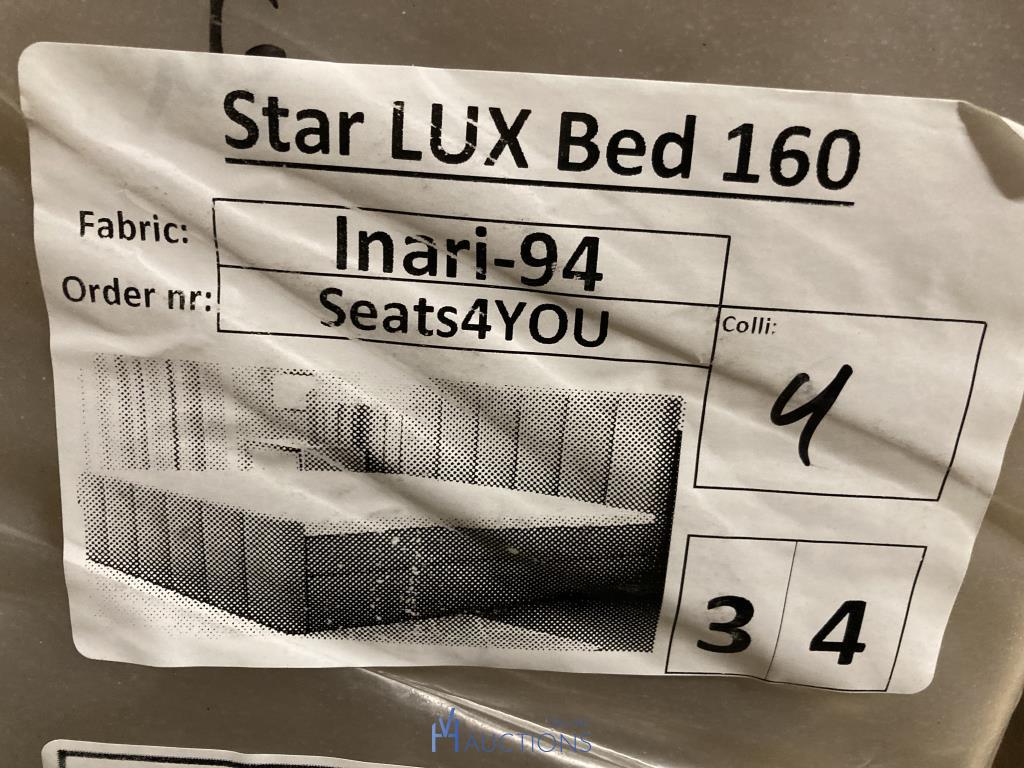 Star LUX Bed 160
Fabric: Inari-94
Order nr: Seats4YOU
Colli:
4
3 4
AUCTIONS